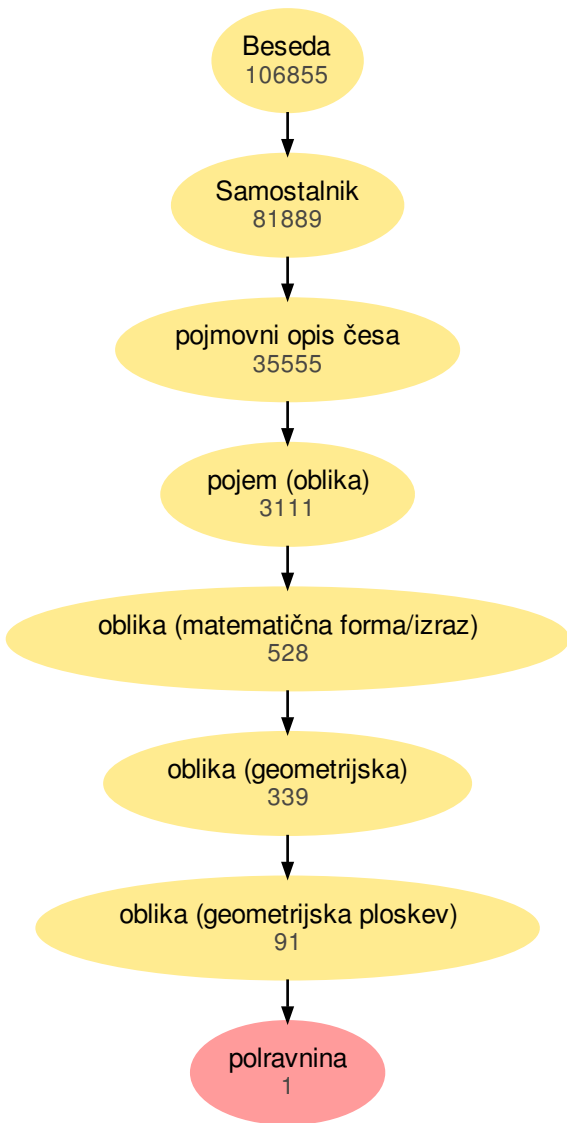 Beseda
106855
Samostalnik
81889
pojmovni opis česa
35555
pojem (oblika)
3111
oblika (matematična forma/izraz)
528
oblika (geometrijska)
339
oblika (geometrijska ploskev)
91
polravnina
1